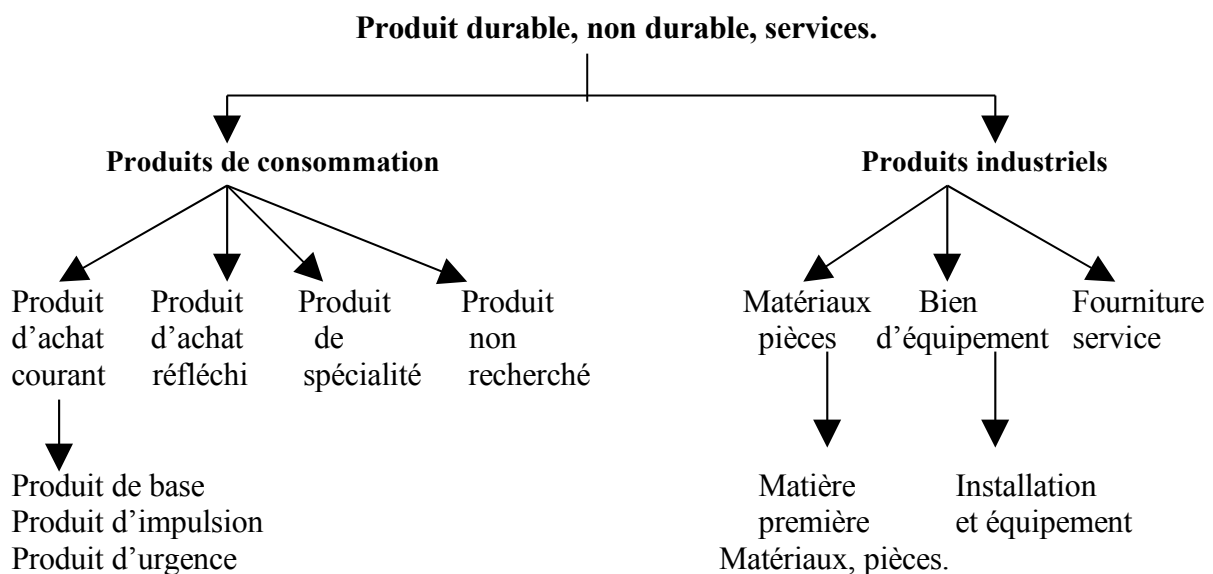 Produit durable, non durable, services.
Produits de consommation
Produits industriels
Produit
d’achat
courant
Produit
d’achat
réfléchi
Produit
de
spécialité
Produit
non
recherché
Matériaux
pièces
Bien
d’équipement
Fourniture
service
Produit de base
Produit d’impulsion
Produit d’urgence
Matière
première
Matériaux, pièces.
Installation
et équipement